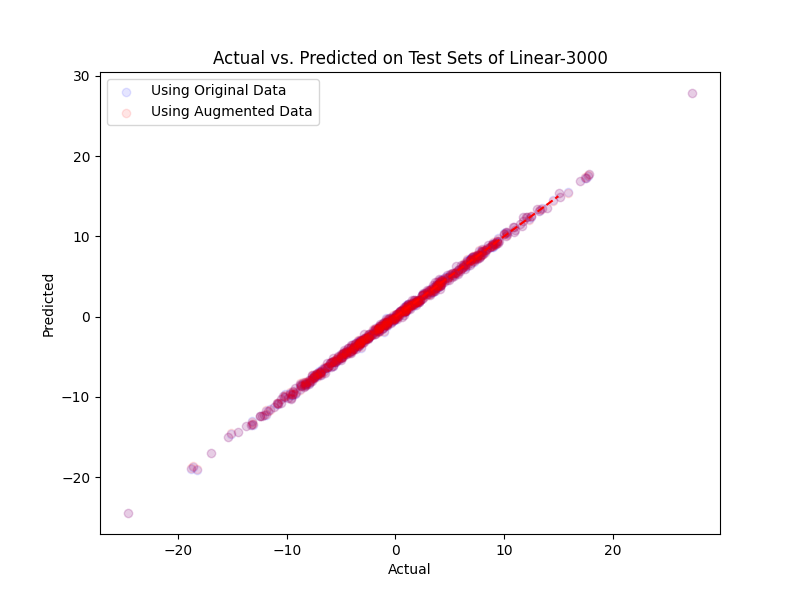 Actual vs. Predicted on Test Sets of Linear-3000
Using Original Data
Using Augmented Data
30
20
10
0
−10
−20
Predicted
−20
−10
0
10
20
Actual